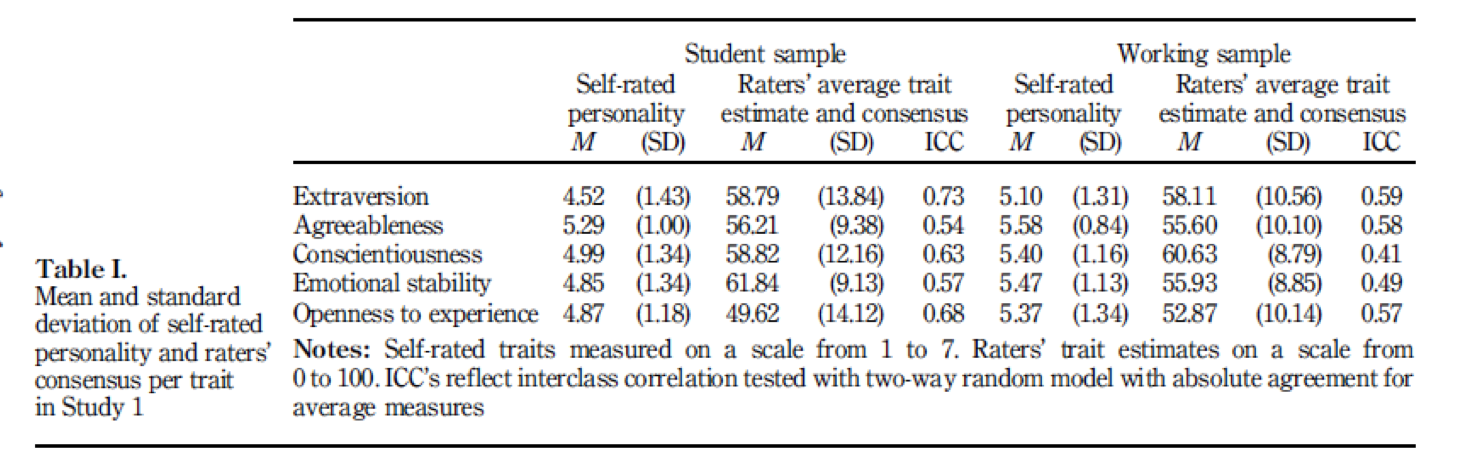 Student sample Working sample
Self-rated Raters' average trait Self-rated Raters' average trait
personality estimate and consensus personality estimate and consensus
M (SD) M (SD) ICC M (SD) M (SD) ICC
Extraversion 4.52 (1.43) 58.79 (13.84) 0.73 5.10 (1.31) 58.11 (10.56) 0.59
Agreeableness 5.29 (1.00) 56.21 (9.38) 0.54 5.58 (0.84) 55.60 (10.10) 0.58
Conscientiousness 4.99 (1.34) 58.82 (12.16) 0.63 5.40 (1.16) 60.63 (8.79) 0.41
Emotional stability 4.85 (1.34) 61.84 (9.13) 0.57 5.47 (1.13) 55.93 (8.85) 0.49
Openness to experience 4.87 (1.18) 49.62 (14.12) 0.68 5.37 (1.34) 52.87 (10.14) 0.57
Notes: Self-rated traits measured on a scale from 1 to 7. Raters' trait estimates on a scale from
0 to 100. ICC's reflect interclass correlation tested with two-way random model with absolute agreement for
average measures
Table I.
Mean and standard
deviation of self-rated
personality and raters'
consensus per trait
in Study 1